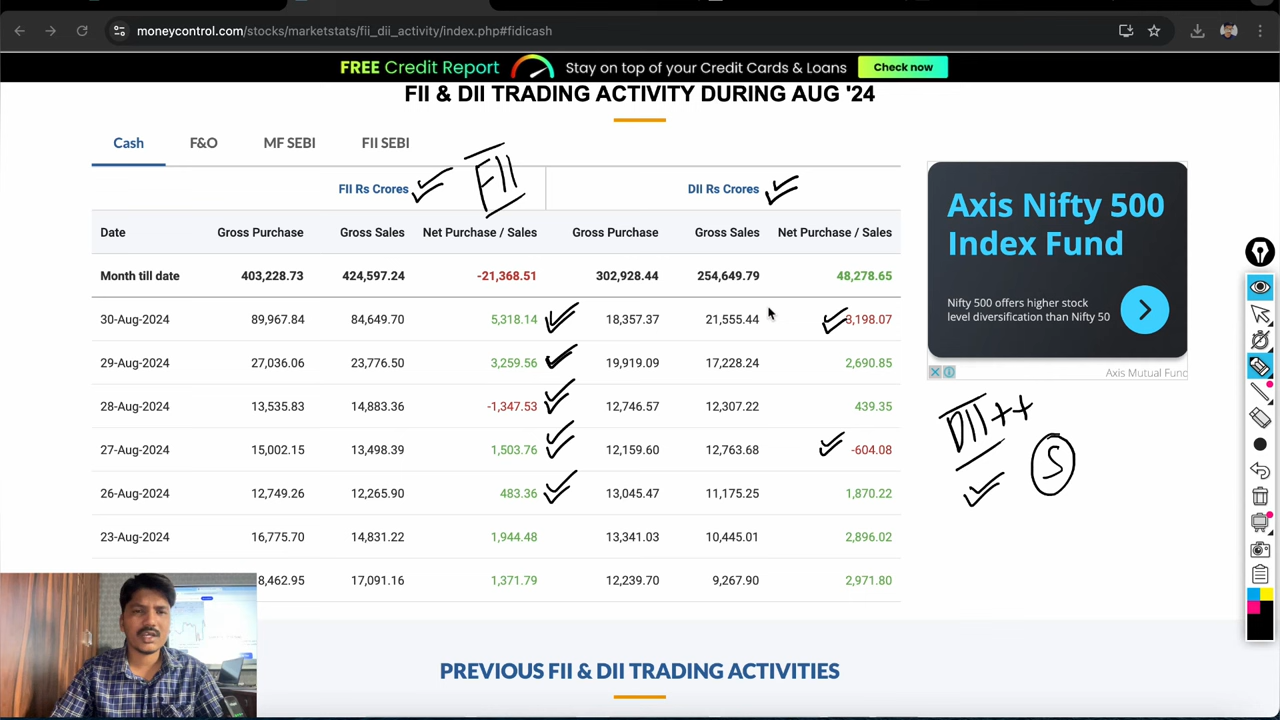 moneycontrol.com/stocks/marketstats/fii_dii_activity/index.php#fidicash
FREE Credit Report Stay on top of your Credit Cards & Loans Check now
FII & DII TRADING ACTIVITY DURING AUG '24
Cash F&O MF SEBI FII SEBI
FII
FII Rs Crores DII Rs Crores
Date Gross Purchase Gross Sales Net Purchase / Sales Gross Purchase Gross Sales Net Purchase / Sales
Month till date 403,228.73 424,597.24 -21,368.51 302,928.44 254,649.79 48,278.65
30-Aug-2024 89,967.84 84,649.70 5,318.14 18,357.37 21,555.44 3,198.07
29-Aug-2024 27,036.06 23,776.50 3,259.56 19,919.09 17,228.24 2,690.85
28-Aug-2024 13,535.83 14,883.36 -1,347.53 12,746.57 12,307.22 439.35
27-Aug-2024 15,002.15 13,498.39 1,503.76 12,159.60 12,763.68 -604.08
26-Aug-2024 12,749.26 12,265.90 483.36 13,045.47 11,175.25 1,870.22
23-Aug-2024 16,775.70 14,831.22 1,944.48 13,341.03 10,445.01 2,896.02
8,462.95 17,091.16 1,371.79 12,239.70 9,267.90 2,971.80
Axis Nifty 500
Index Fund
Nifty 500 offers higher stock
level diversification than Nifty 50
Axis Mutual Fund
DII++
S
PREVIOUS FII & DII TRADING ACTIVITIES